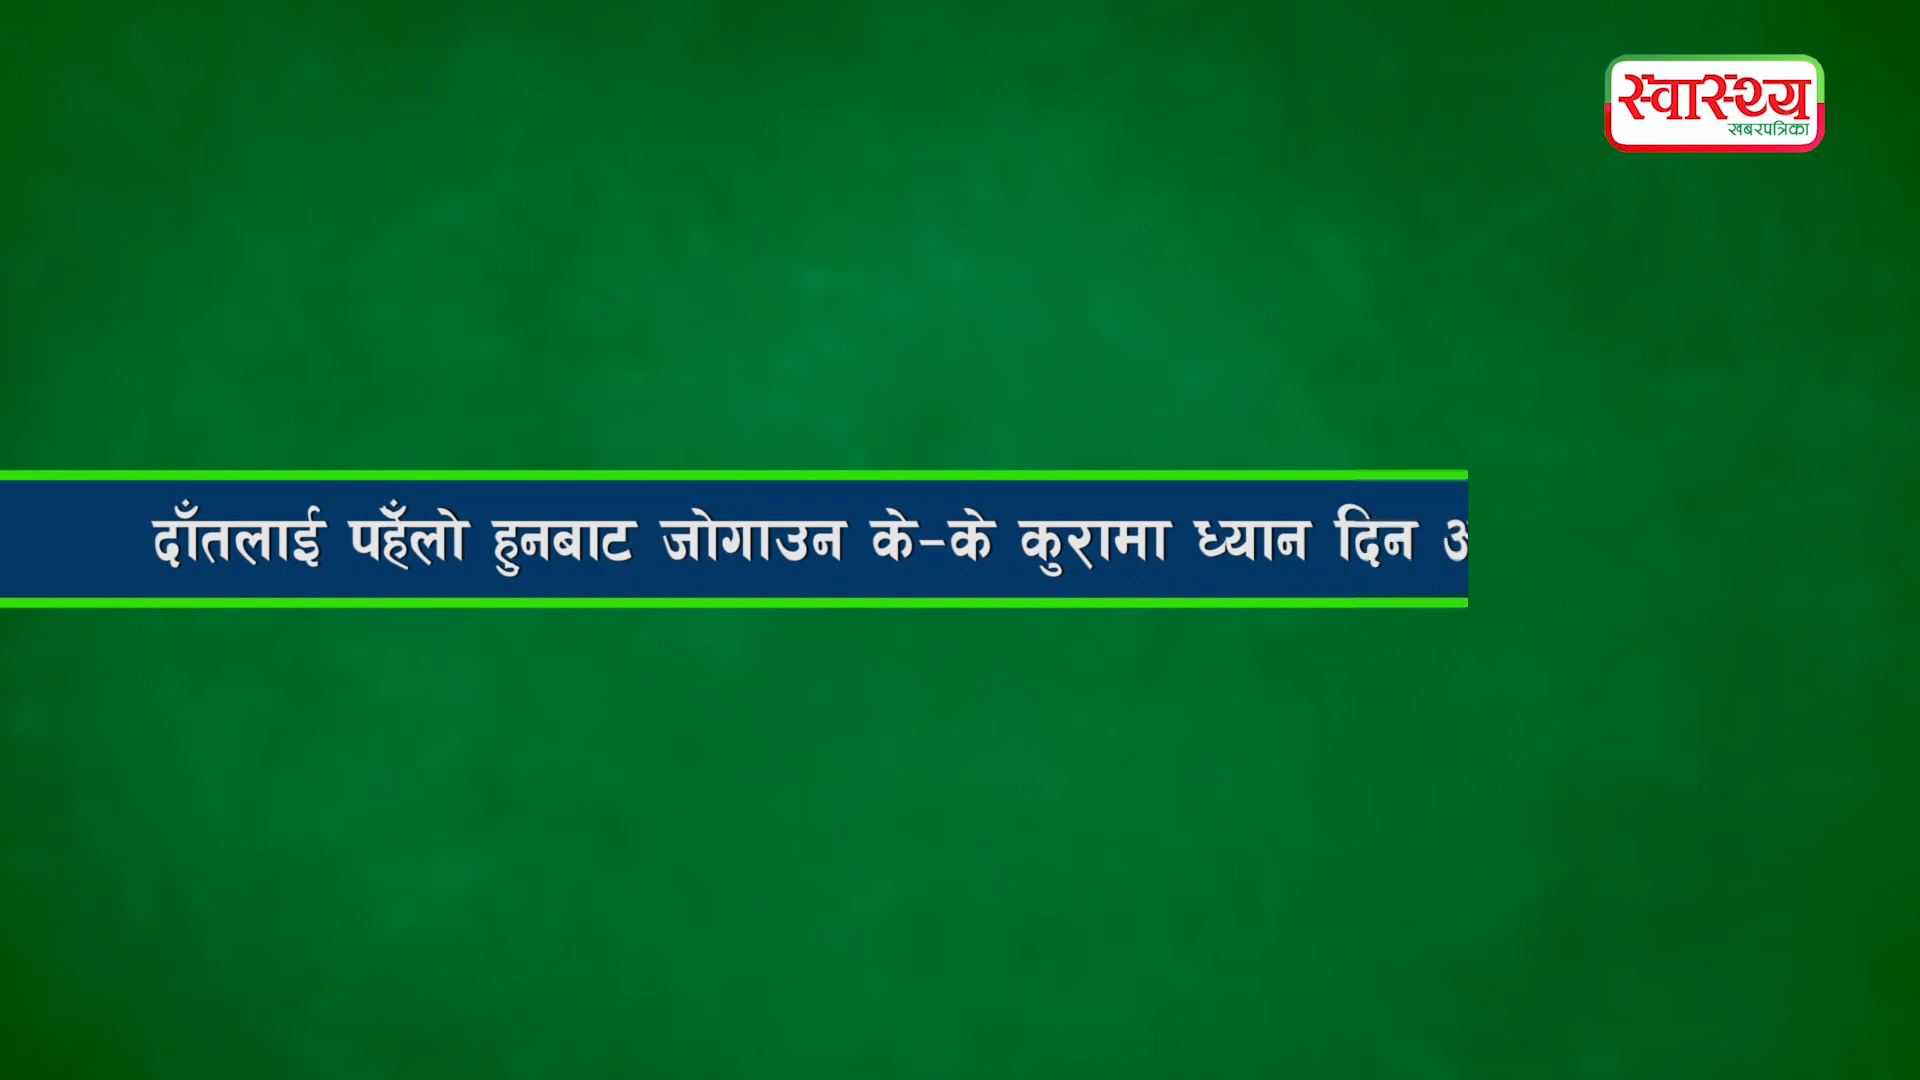 स्वास्थ्य
खबरपत्रिका
दाँतलाई पहेँलो हुनबाट जोगाउन के-के कुरामा ध्यान दिन